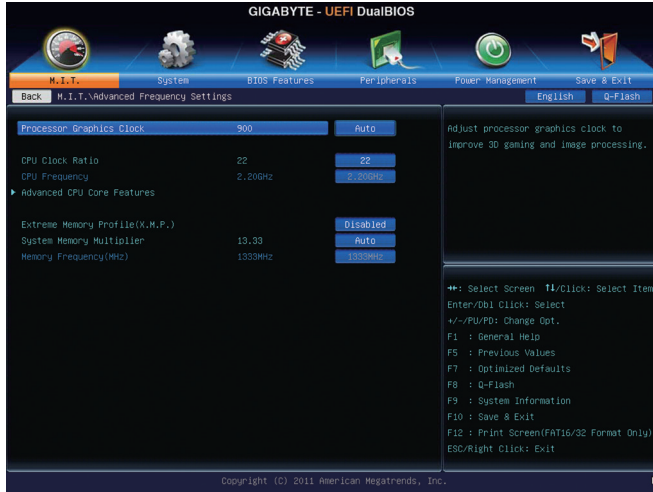 GIGABYTE - UEFI DualBIOS
M.I.T.
System
BIOS Features
Peripherals
Power Management
Save & Exit
Back
M.I.T.\Advanced Frequency Settings
English
Q-Flash
Processor Graphics Clock 900 Auto
CPU Clock Ratio 22 22
CPU Frequency 2.20GHz 2.20GHz
Advanced CPU Core Features
Extreme Memory Profile(X.M.P.) Disabled
System Memory Multiplier 13.33 Auto
Memory Frequency(MHz) 1333MHz 1333MHz
Adjust processor graphics clock to
improve 3D gaming and image processing.
→←: Select Screen ↑↓/Click: Select Item
Enter/Dbl Click: Select
+/-/PU/PD: Change Opt.
F1 : General Help
F5 : Previous Values
F7 : Optimized Defaults
F8 : Q-Flash
F9 : System Information
F10 : Save & Exit
F12 : Print Screen(FAT16/32 Format Only)
ESC/Right Click: Exit
Copyright (C) 2011 American Megatrends, Inc.